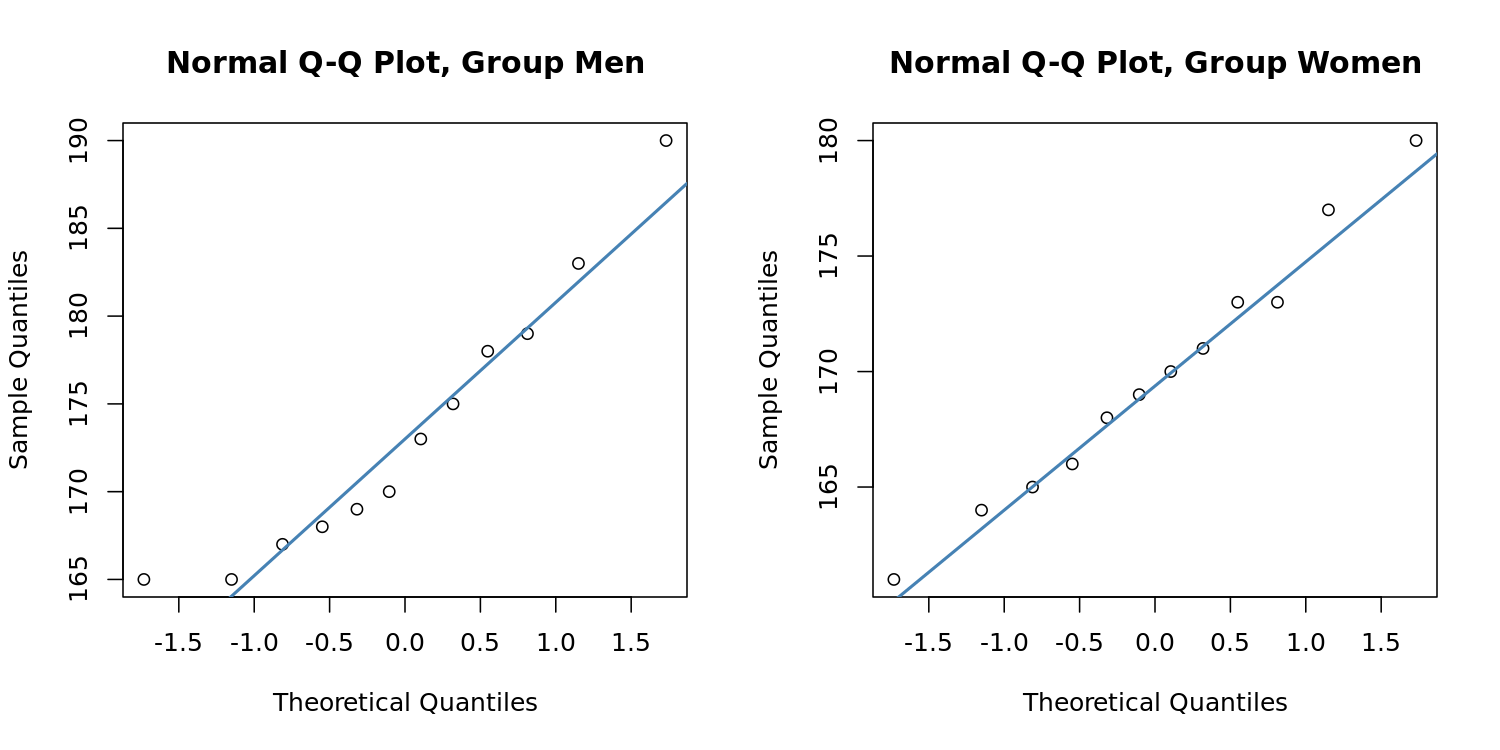 Normal Q-Q Plot, Group Men
Sample Quantiles
190
185
180
175
170
165
-1.5 -1.0 -0.5 0.0 0.5 1.0 1.5
Theoretical Quantiles
Normal Q-Q Plot, Group Women
Sample Quantiles
180
175
170
165
-1.5 -1.0 -0.5 0.0 0.5 1.0 1.5
Theoretical Quantiles